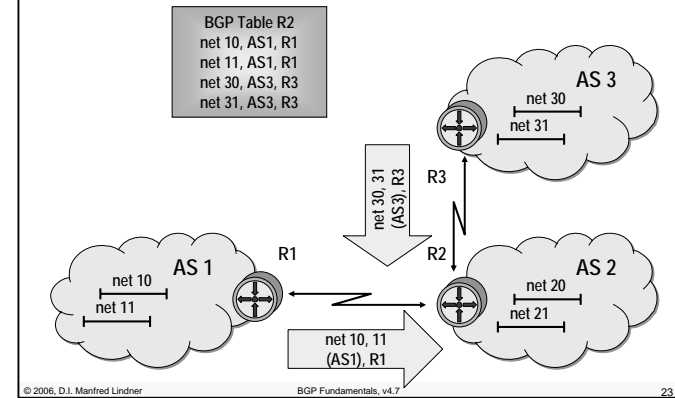 BGP Table R2
net 10, AS1, R1
net 11, AS1, R1
net 30, AS3, R3
net 31, AS3, R3
AS 3
net 30
net 31
R3
net 30, 31
(AS3), R3
R1
R2
AS 1
net 10
net 11
AS 2
net 20
net 21
net 10, 11
(AS1), R1
© 2006, D.I. Manfred Lindner
BGP Fundamentals, v4.7
23